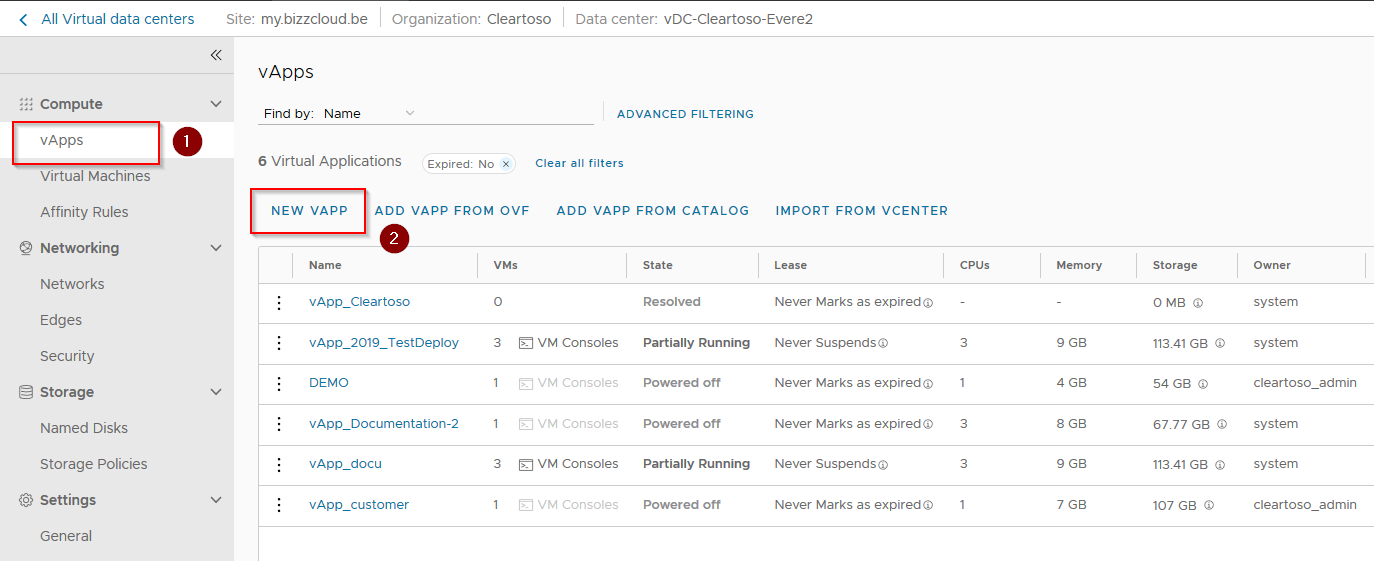 All Virtual data centers Site: my.bizzcloud.be Organization: Cleartoso Data center: vDC-Cleartoso-Evere2
Compute
vApps 1
Virtual Machines
Affinity Rules
Networking
Networks
Edges
Security
Storage
Named Disks
Storage Policies
Settings
General
vApps
Find by: Name ADVANCED FILTERING
6 Virtual Applications Expired: No × Clear all filters
NEW VAPP ADD VAPP FROM OVF ADD VAPP FROM CATALOG IMPORT FROM VCENTER
2
Name VMs State Lease CPUs Memory Storage Owner
vApp_Cleartoso 0 Resolved Never Marks as expired - - 0 MB system
vApp_2019_TestDeploy 3 VM Consoles Partially Running Never Suspends 3 9 GB 113.41 GB system
DEMO 1 VM Consoles Powered off Never Marks as expired 1 4 GB 54 GB cleartoso_admin
vApp_Documentation-2 1 VM Consoles Powered off Never Marks as expired 3 8 GB 67.77 GB system
vApp_docu 3 VM Consoles Partially Running Never Suspends 3 9 GB 113.41 GB system
vApp_customer 1 VM Consoles Powered off Never Marks as expired 1 7 GB 107 GB cleartoso_admin